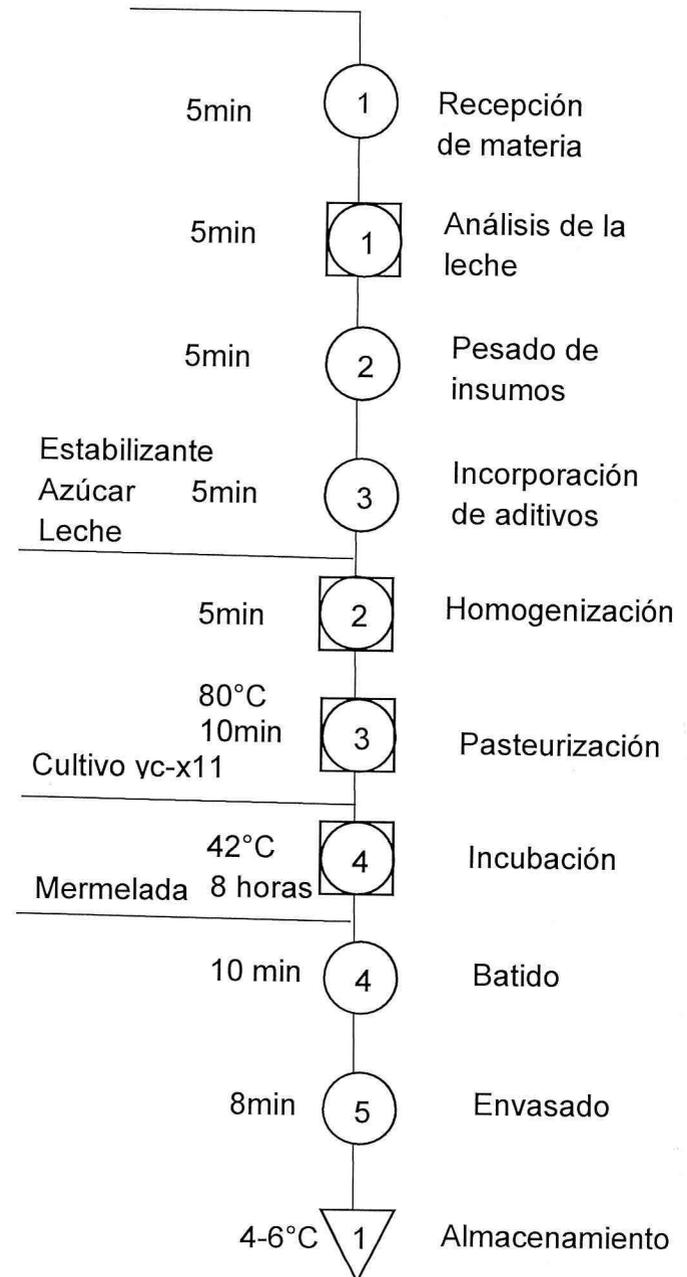 5min
1
Recepción
de materia
5min
1
Análisis de la
leche
5min
2
Pesado de
insumos
Estabilizante
Azúcar 5min
Leche
3
Incorporación
de aditivos
5min
2
Homogenización
80°C
10min
3
Pasteurización
Cultivo yc-x11
42°C
Mermelada 8 horas
4
Incubación
10 min
4
Batido
8min
5
Envasado
4-6°C
1
Almacenamiento